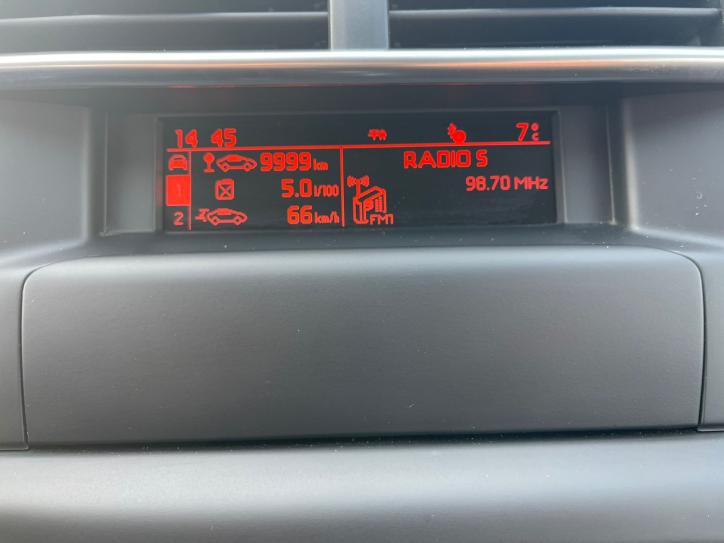 14 45 7°C
9999 km
1 5.0 l/100
2 66 km/h
RADIO S
98.70 MHz
FM1